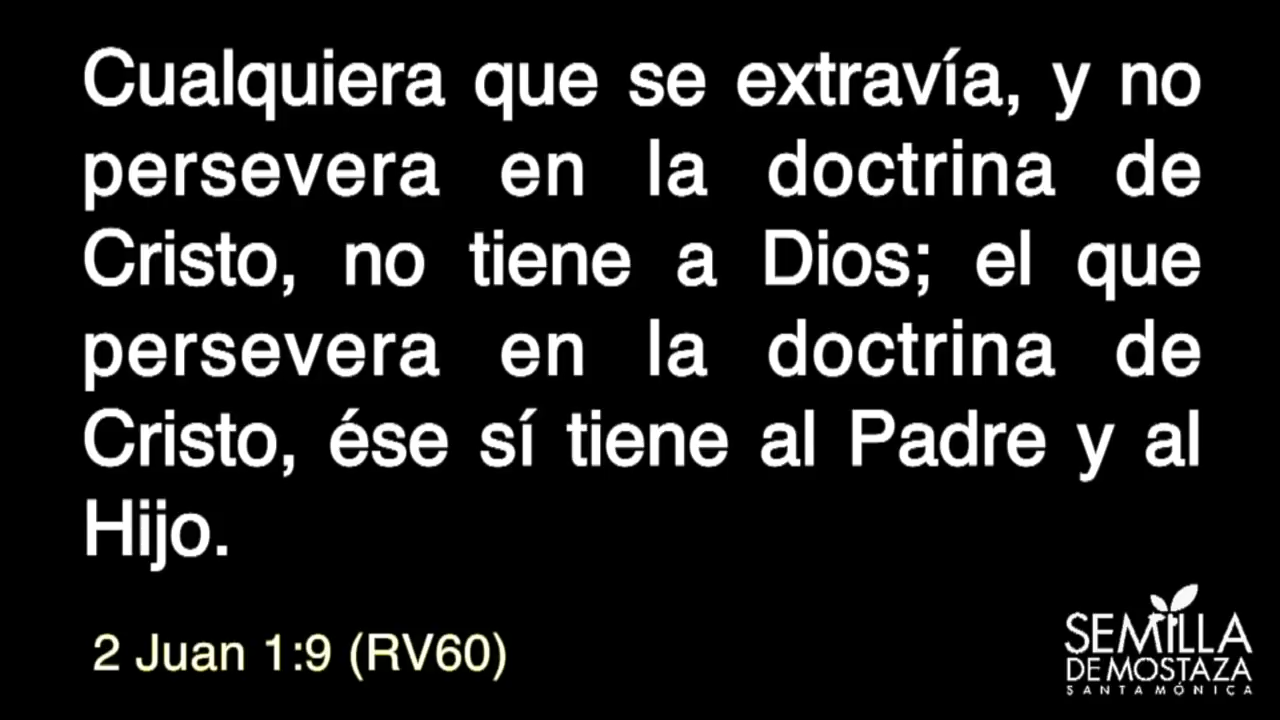 Cualquiera que se extravía, y no
persevera en la doctrina de
Cristo, no tiene a Dios; el que
persevera en la doctrina de
Cristo, ése sí tiene al Padre y al
Hijo.
2 Juan 1:9 (RV60)
SEMILLA
DE MOSTAZA
SANTA MÓNICA